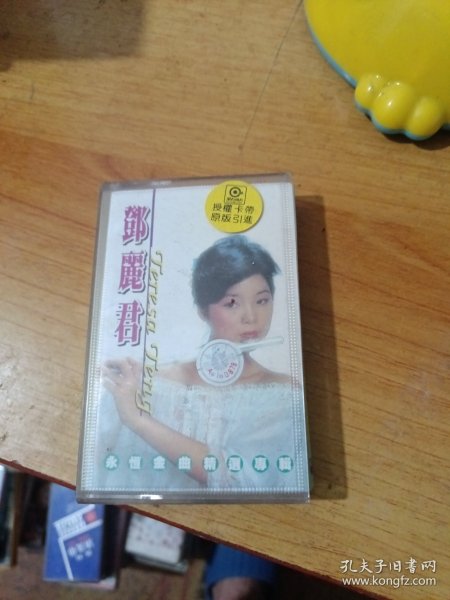 授權卡帶
原版引進
鄧麗君
Teresa Teng
永恆金曲精選專輯
孔夫子旧书网
www.kongfz.com